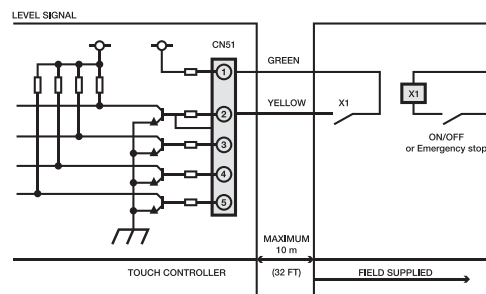 LEVEL SIGNAL
CN51
1
GREEN
2
YELLOW
X1
X1
3
ON/OFF
or Emergency stop
4
5
MAXIMUM
10 m
(32 FT)
TOUCH CONTROLLER
FIELD SUPPLIED